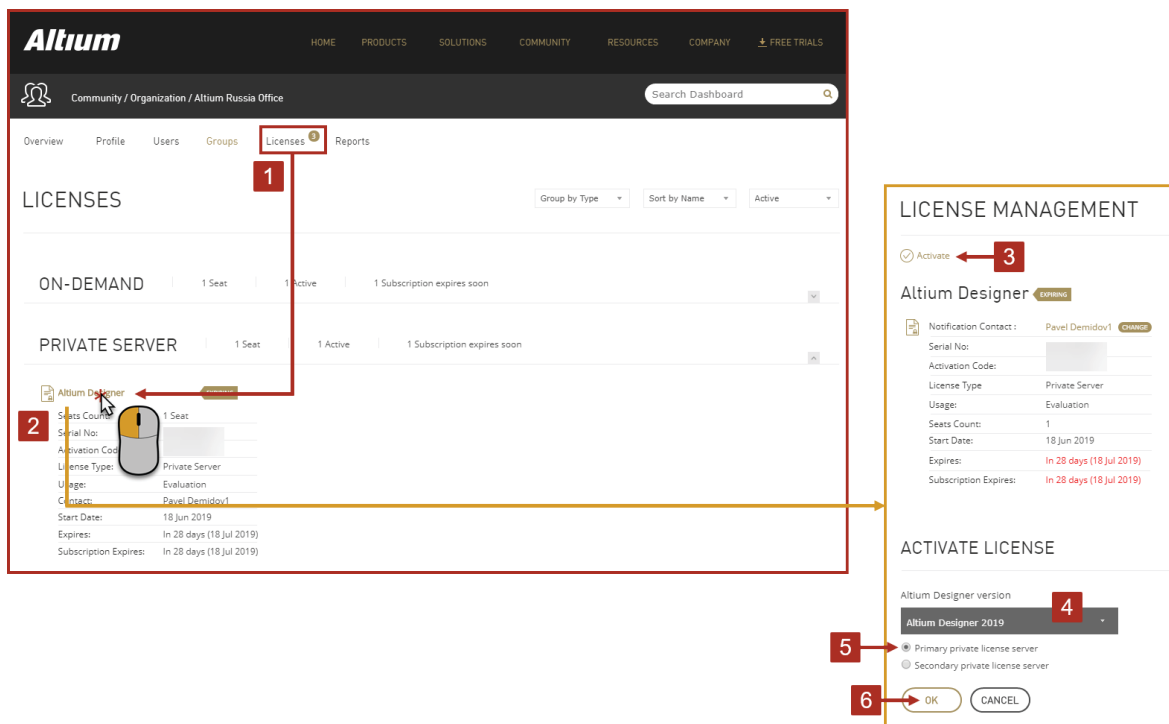 Altium
HOME PRODUCTS SOLUTIONS COMMUNITY RESOURCES COMPANY FREE TRIALS
Community / Organization / Altium Russia Office
Search Dashboard
Overview Profile Users Groups Licenses 3 Reports
1
LICENSES
Group by Type Sort by Name Active
ON-DEMAND 1 Seat 1 Active 1 Subscription expires soon
PRIVATE SERVER 1 Seat 1 Active 1 Subscription expires soon
Altium Designer
2
Seats Count: 1 Seat
Serial No:
Activation Cod
License Type: Private Server
Usage: Evaluation
Contact: Pavel Demidov1
Start Date: 18 Jun 2019
Expires: In 28 days (18 Jul 2019)
Subscription Expires: In 28 days (18 Jul 2019)
LICENSE MANAGEMENT
Activate 3
Altium Designer EXPIRING
Notification Contact : Pavel Demidov1 CHANGE
Serial No:
Activation Code:
License Type Private Server
Usage: Evaluation
Seats Count: 1
Start Date: 18 Jun 2019
Expires: In 28 days (18 Jul 2019)
Subscription Expires: In 28 days (18 Jul 2019)
ACTIVATE LICENSE
Altium Designer version
4
Altium Designer 2019
5 Primary private license server
Secondary private license server
6 OK CANCEL